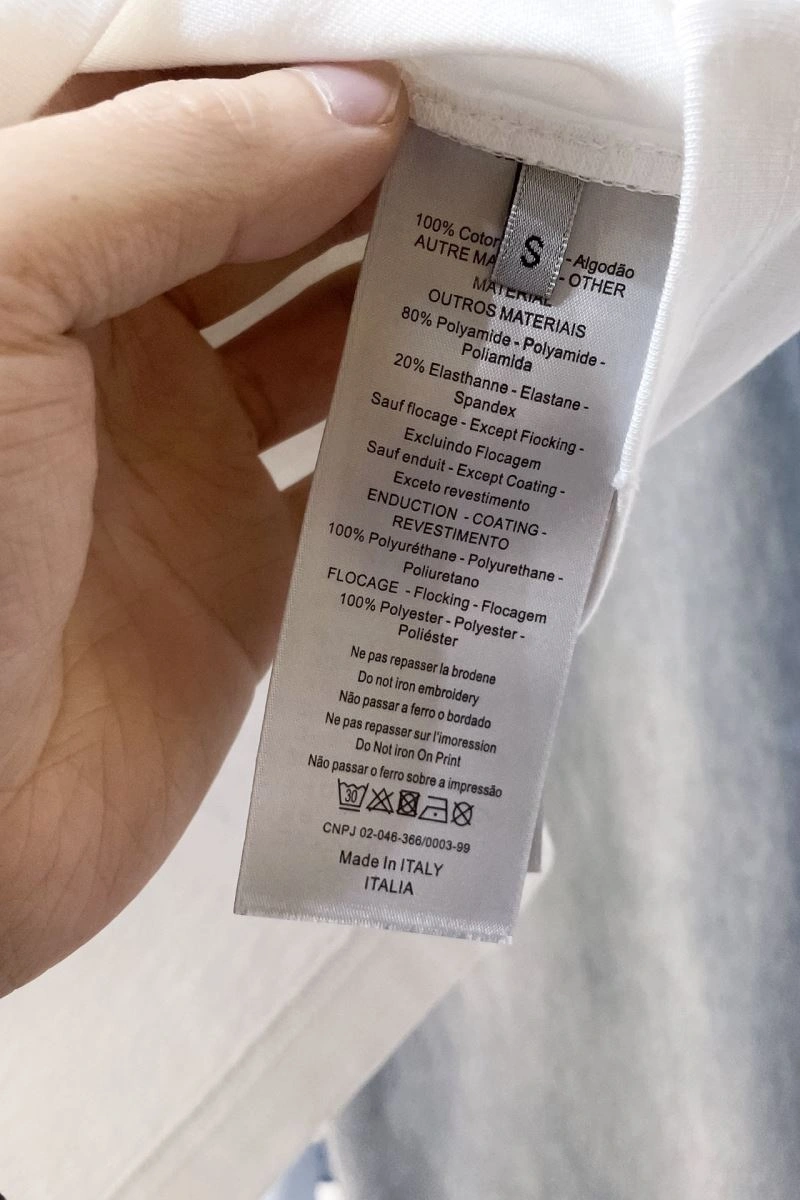 S
100% Coton - Algodão
AUTRE - OTHER
MATERIAL
OUTROS MATERIAIS
80% Polyamide - Polyamide -
Poliamida
20% Elasthanne - Elastane -
Spandex
Sauf flocage - Except Flocking -
Excluindo Flocagem
Sauf enduit - Except Coating -
Exceto revestimento
ENDUCTION - COATING -
REVESTIMENTO
100% Polyuréthane - Polyurethane -
Poliuretano
FLOCAGE - Flocking - Flocagem
100% Polyester - Polyester -
Poliéster
Ne pas repasser la brodene
Do not iron embroidery
Não passar a ferro o bordado
Ne pas repasser sur l'imoression
Do Not iron On Print
Não passar o ferro sobre a impressão
30
CNPJ 02-046-366/0003-99
Made In ITALY
ITALIA